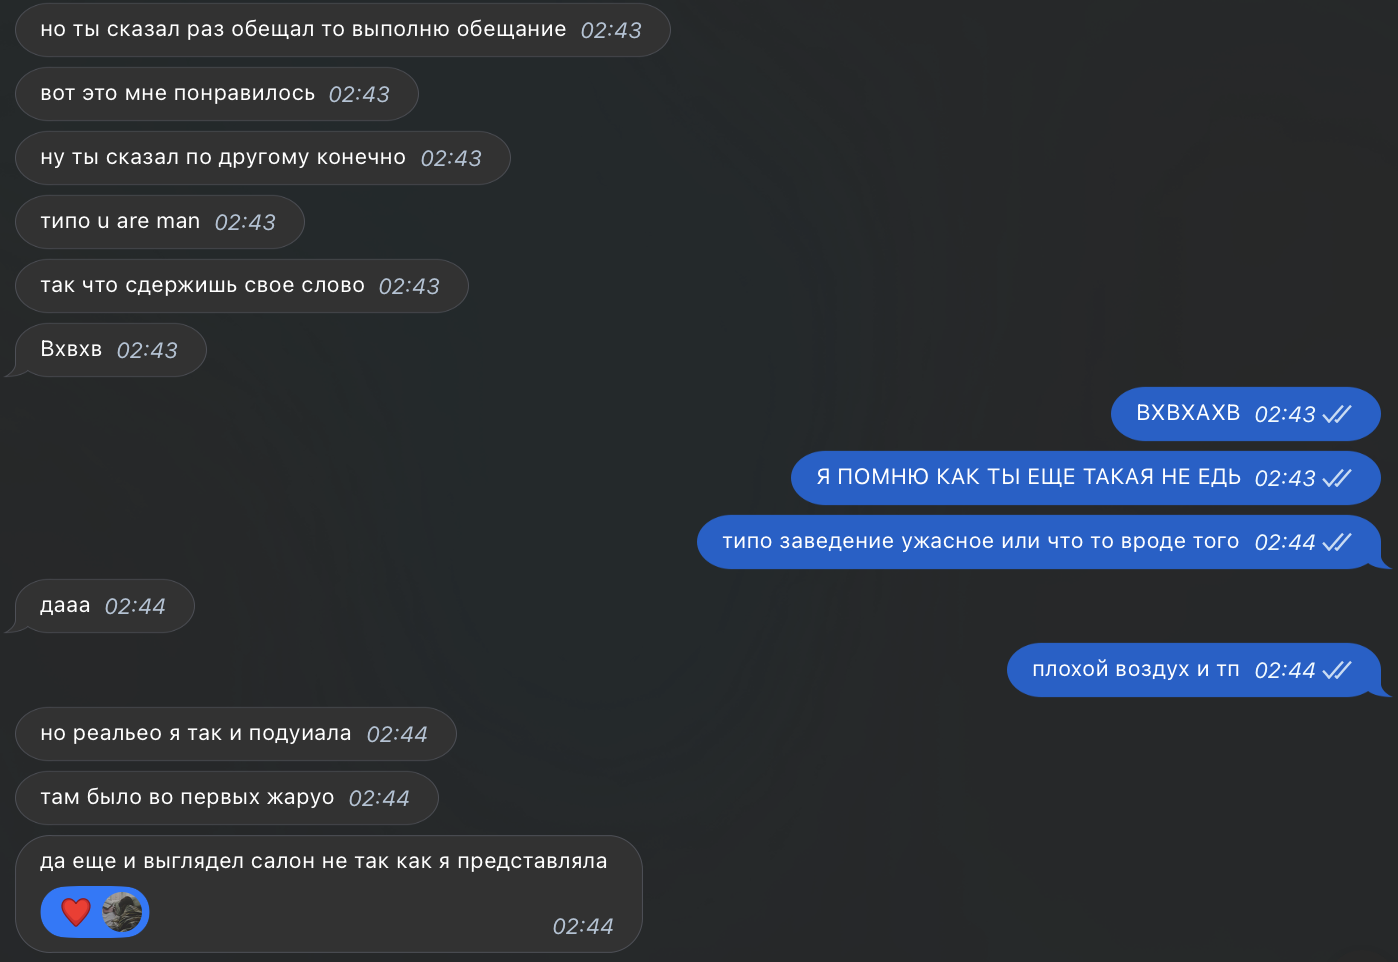 но ты сказал раз обещал то выполню обещание 02:43
вот это мне понравилось 02:43
ну ты сказал по другому конечно 02:43
типо u are man 02:43
так что сдержишь свое слово 02:43
Вхвхв 02:43
ВХВХАХВ 02:43
Я ПОМНЮ КАК ТЫ ЕЩЕ ТАКАЯ НЕ ЕДЬ 02:43
типо заведение ужасное или что то вроде того 02:44
дааа 02:44
плохой воздух и тп 02:44
но реальео я так и подуиала 02:44
там было во первых жаруо 02:44
да еще и выглядел салон не так как я представляла
02:44